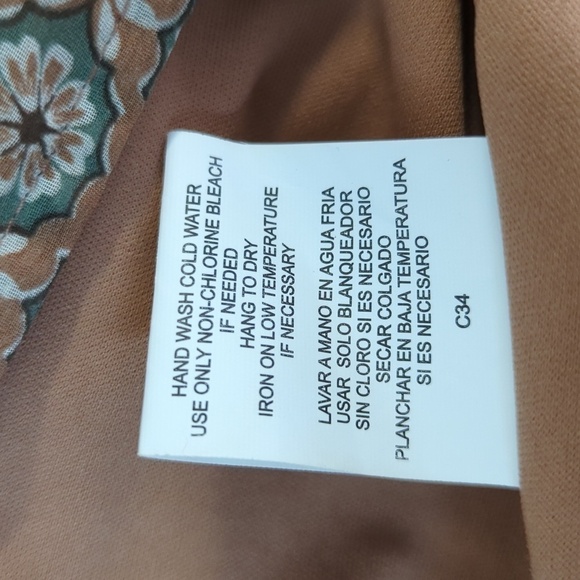 HAND WASH COLD WATER
USE ONLY NON-CHLORINE BLEACH
IF NEEDED
HANG TO DRY
IRON ON LOW TEMPERATURE
IF NECESSARY
LAVAR A MANO EN AGUA FRIA
USAR SOLO BLANQUEADOR
SIN CLORO SI ES NECESARIO
SECAR COLGADO
PLANCHAR EN BAJA TEMPERATURA
SI ES NECESARIO
C34